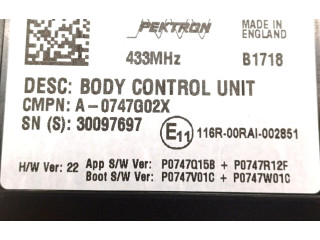 PEKTRON
MADE IN
ENGLAND
433MHz
B1718
DESC: BODY CONTROL UNIT
CMPN: A-0747G02X
SN (S): 30097697
E11
116R-00RAI-002851
H/W Ver: 22
App S/W Ver: P0747Q15B + P0747R12F
Boot S/W Ver: P0747V01C + P0747W01C